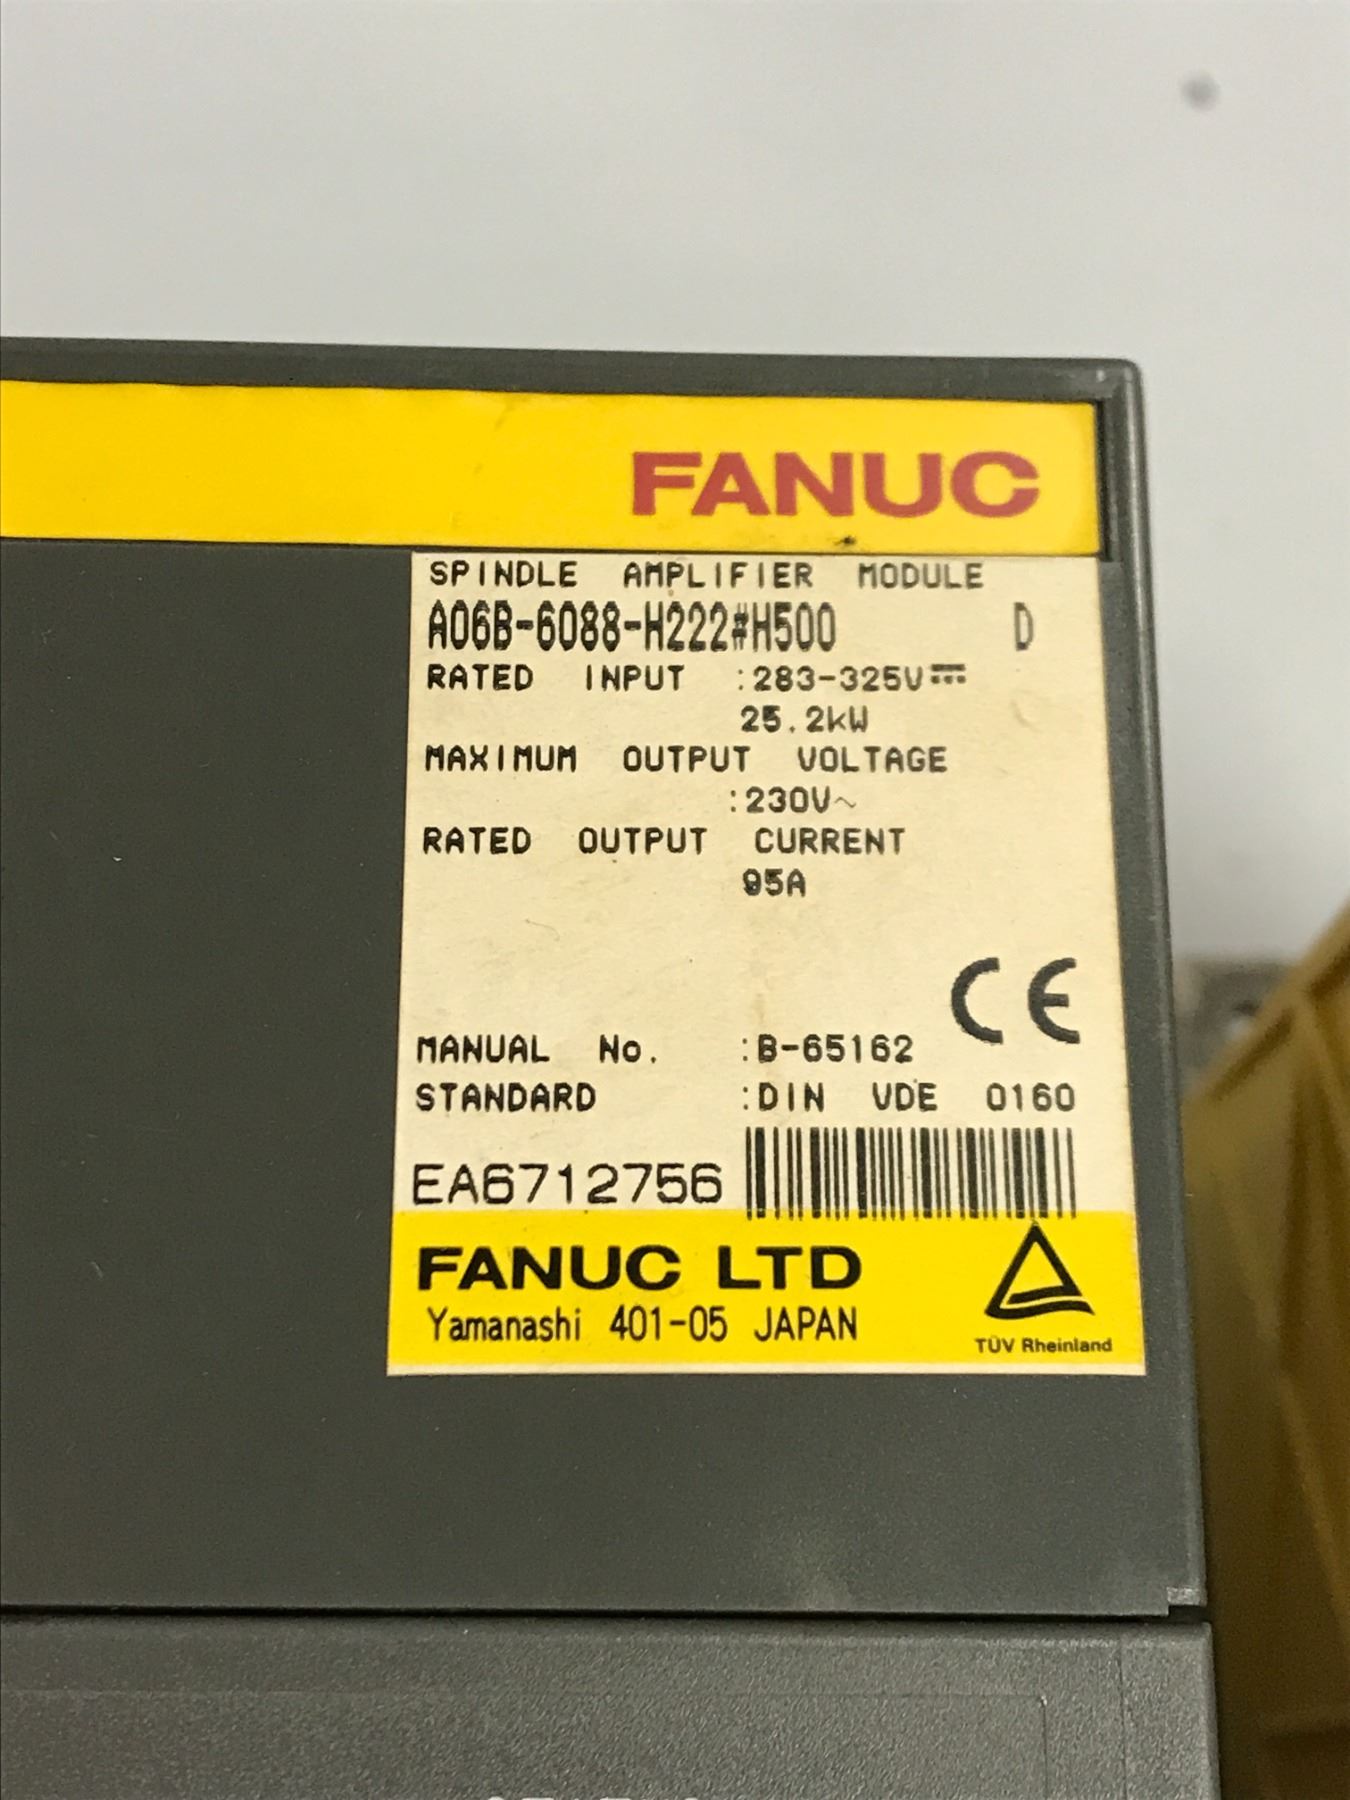 FANUC
SPINDLE AMPLIFIER MODULE
A06B-6088-H222#H500 D
RATED INPUT :283-325V⎓
25.2kW
MAXIMUM OUTPUT VOLTAGE
:230V~
RATED OUTPUT CURRENT
95A
CE
MANUAL No. :B-65162
STANDARD :DIN VDE 0160
EA6712756
FANUC LTD
Yamanashi 401-05 JAPAN
TÜV Rheinland